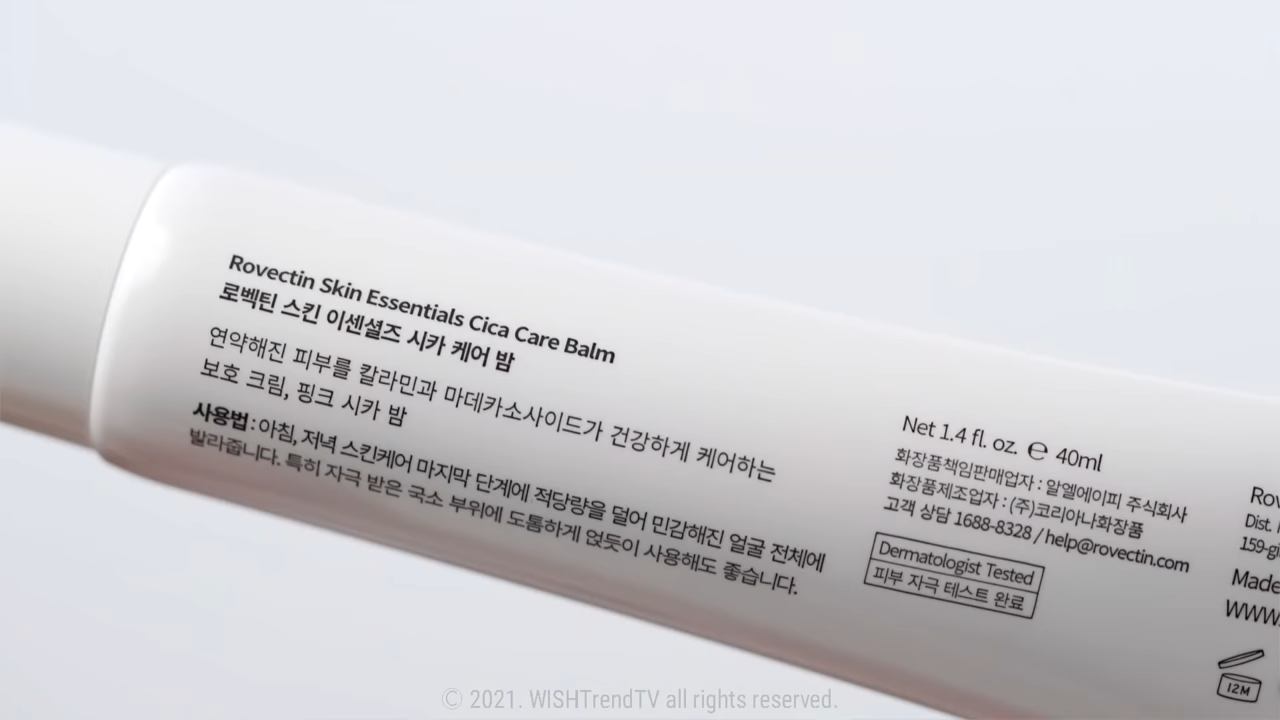 Rovectin Skin Essentials Cica Care Balm
로벡틴 스킨 이센셜즈 시카 케어 밤
연약해진 피부를 칼라민과 마데카소사이드가 건강하게 케어하는
보호 크림, 핑크 시카 밤
사용법 : 아침, 저녁 스킨케어 마지막 단계에 적당량을 덜어 민감해진 얼굴 전체에
발라줍니다. 특히 자극 받은 국소 부위에 도톰하게 얹듯이 사용해도 좋습니다.
Net 1.4 fl. oz. ℮ 40ml
화장품책임판매업자 : 알엘에이피 주식회사
화장품제조업자 : (주)코리아나화장품
고객 상담 1688-8328 / help@rovectin.com
Dermatologist Tested
피부 자극 테스트 완료
Dist.
Made
WWW.
12M
© 2021. WISHTrendTV all rights reserved.